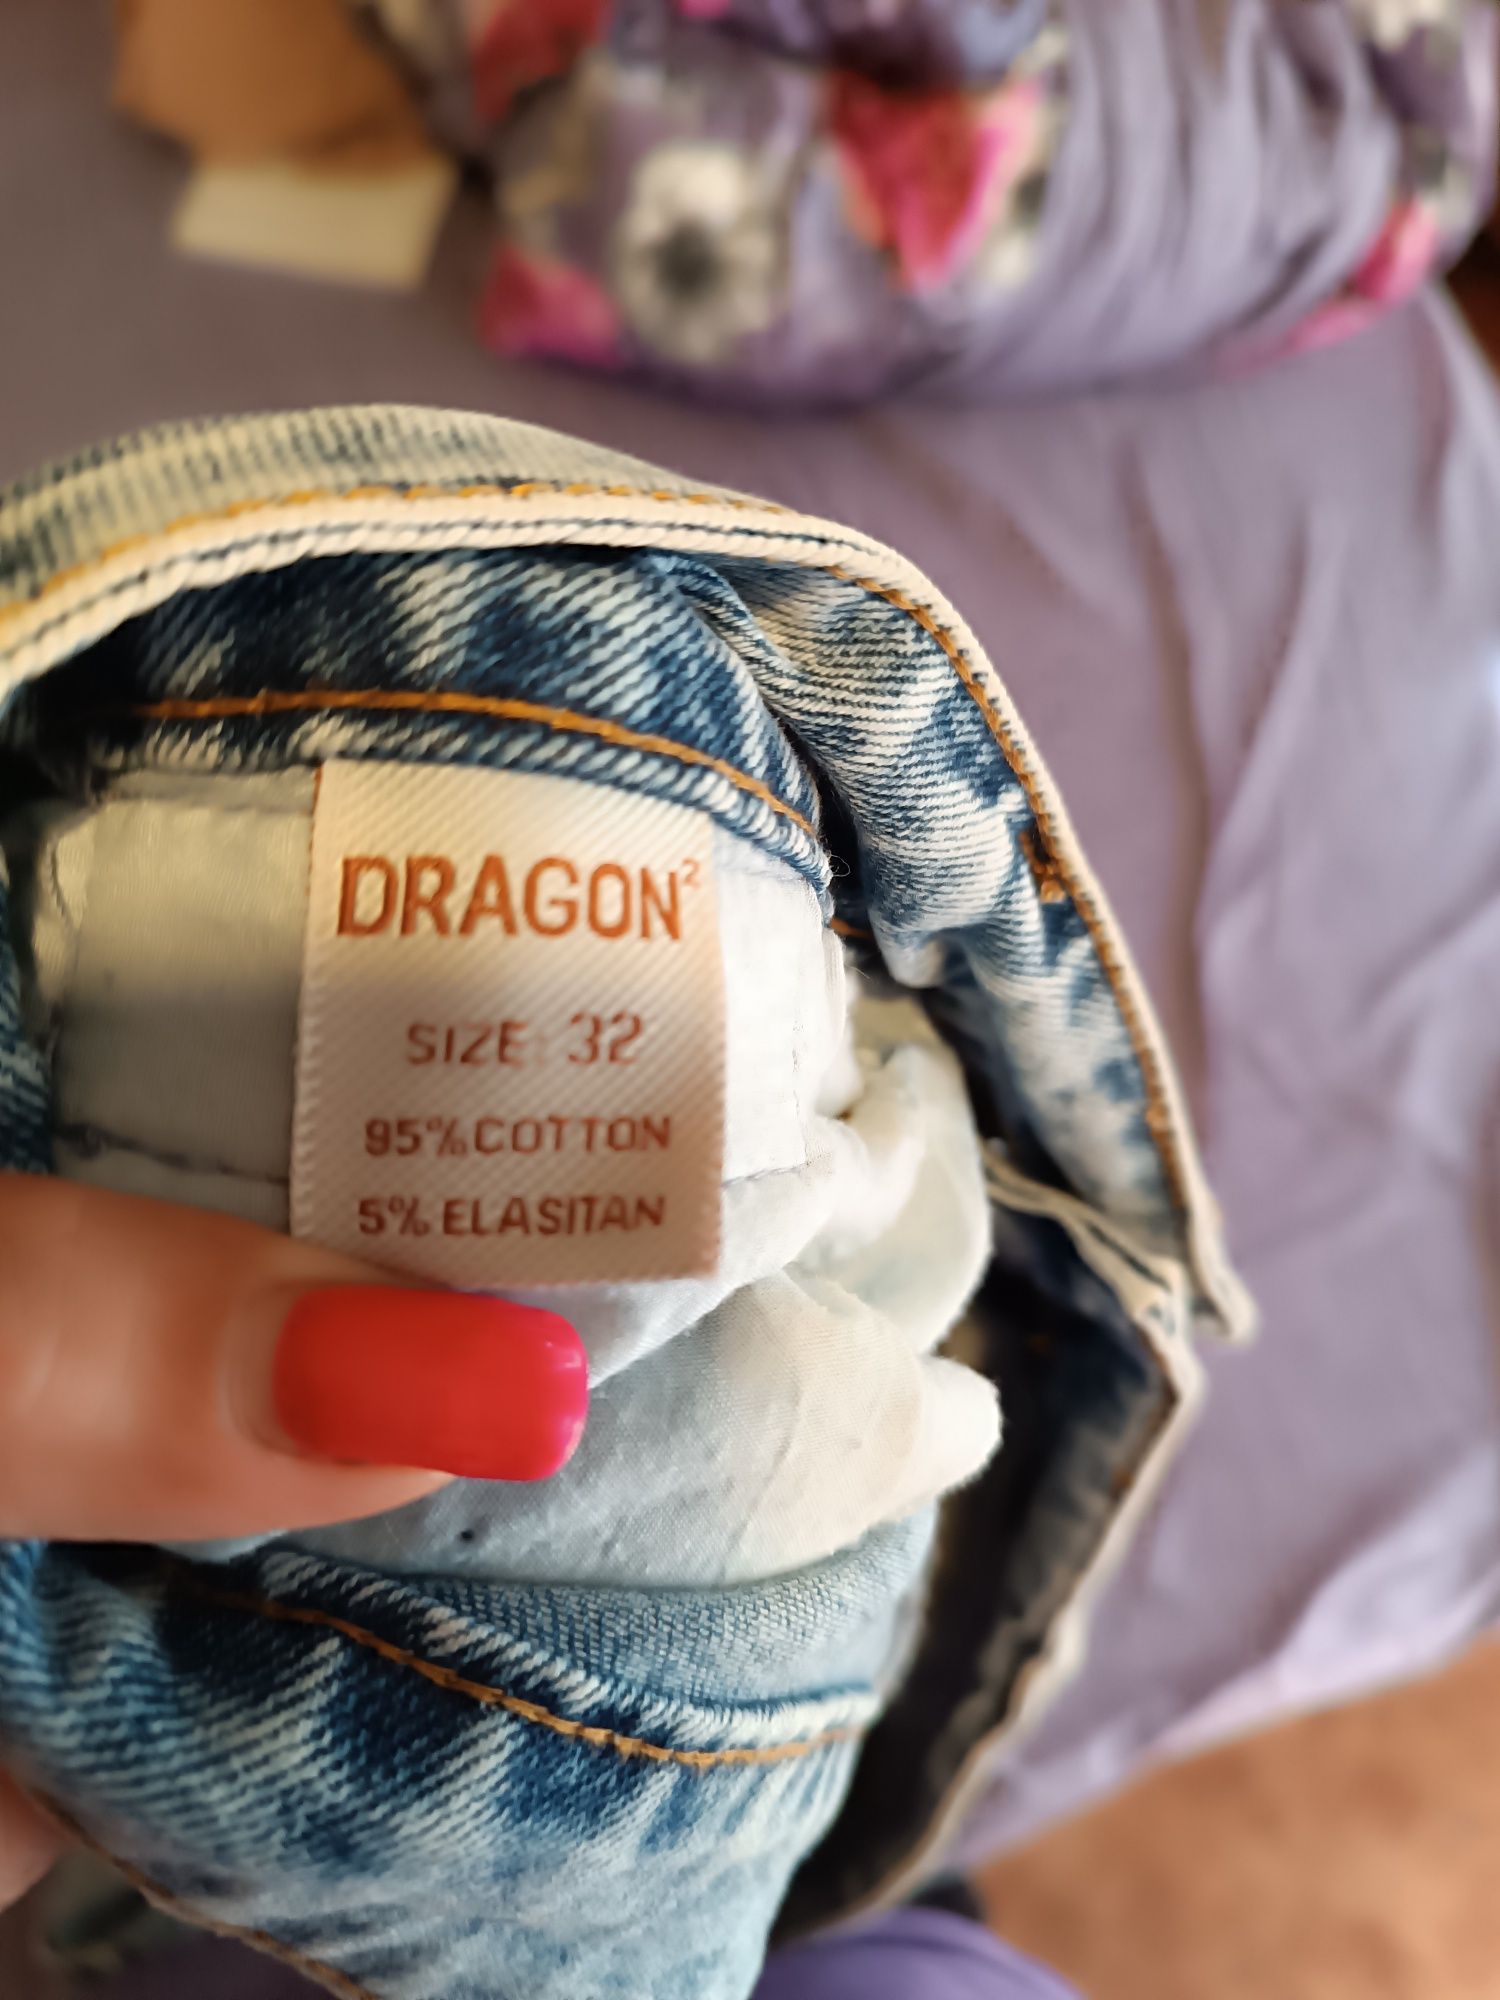 DRAGON²
SIZE: 32
95% COTTON
5% ELASITAN